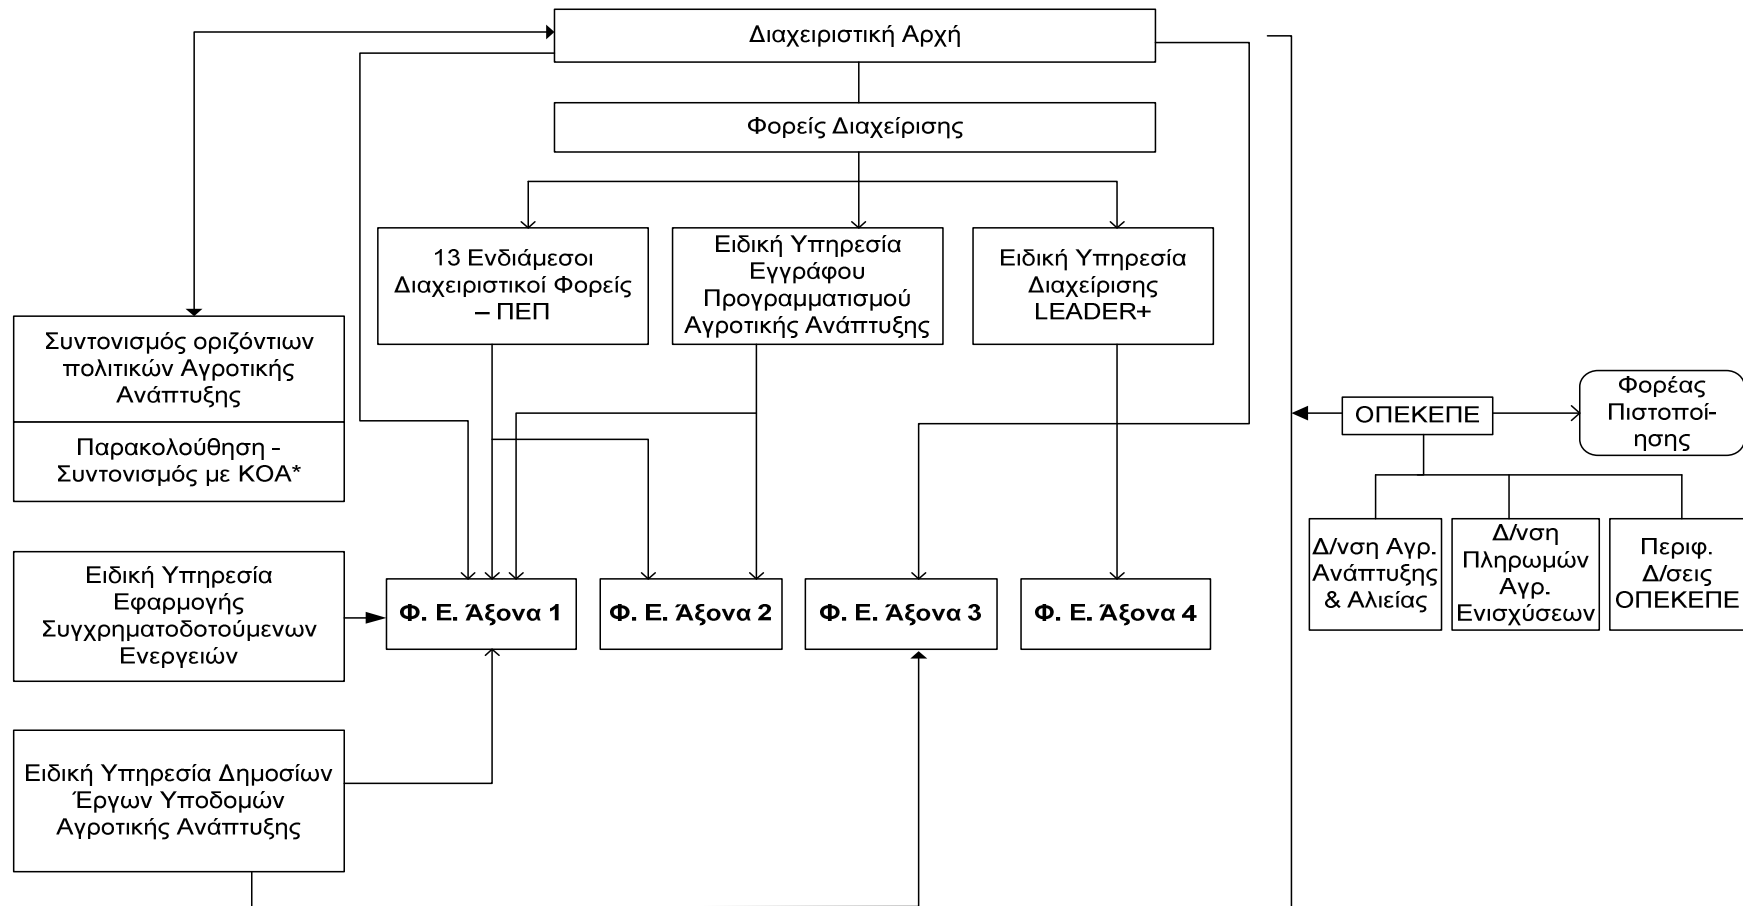 Διαχειριστική Αρχή
Φορείς Διαχείρισης
13 Ενδιάμεσοι
Διαχειριστικοί Φορείς
– ΠΕΠ
Ειδική Υπηρεσία
Εγγράφου
Προγραμματισμού
Αγροτικής Ανάπτυξης
Ειδική Υπηρεσία
Διαχείρισης
LEADER+
Συντονισμός οριζόντιων
πολιτικών Αγροτικής
Ανάπτυξης
Παρακολούθηση -
Συντονισμός με ΚΟΑ*
ΟΠΕΚΕΠΕ
Φορέας
Πιστοποί-
ησης
Δ/νση Αγρ.
Ανάπτυξης
& Αλιείας
Δ/νση
Πληρωμών
Αγρ.
Ενισχύσεων
Περιφ.
Δ/σεις
ΟΠΕΚΕΠΕ
Ειδική Υπηρεσία
Εφαρμογής
Συγχρηματοδοτούμενων
Ενεργειών
Φ. Ε. Άξονα 1
Φ. Ε. Άξονα 2
Φ. Ε. Άξονα 3
Φ. Ε. Άξονα 4
Ειδική Υπηρεσία Δημοσίων
Έργων Υποδομών
Αγροτικής Ανάπτυξης